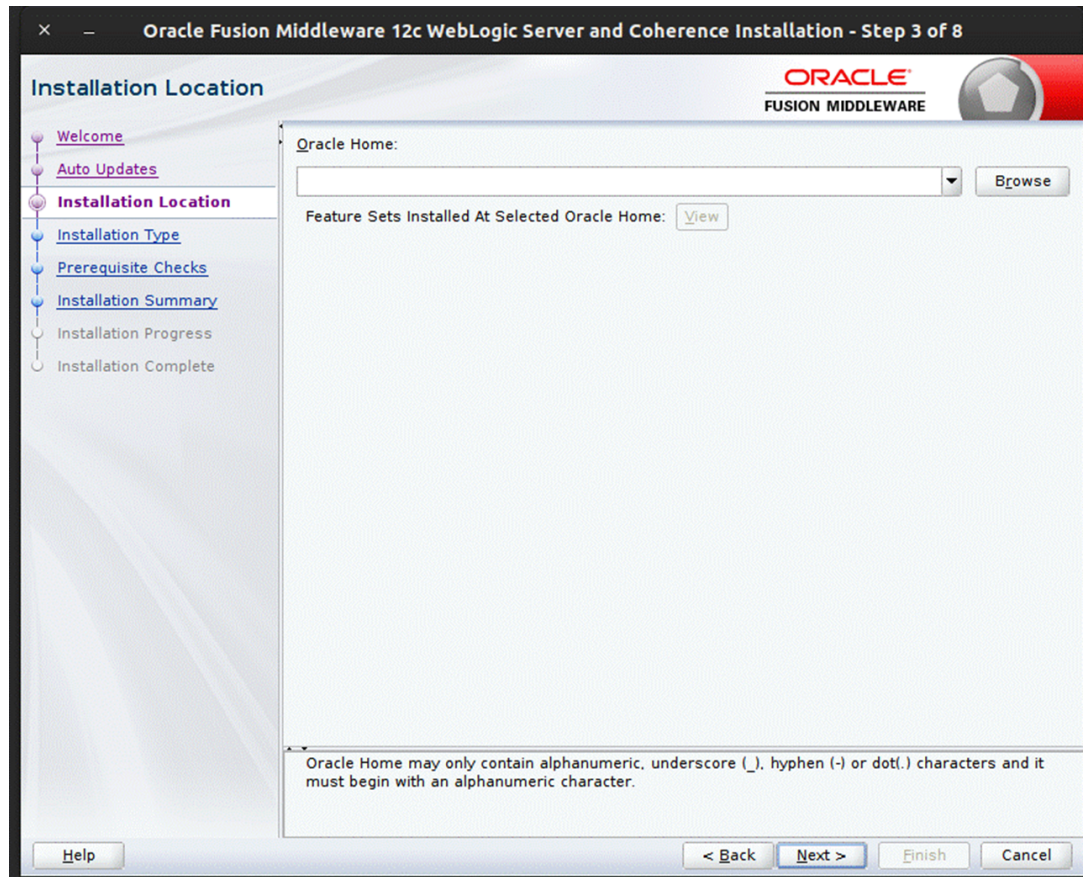 Oracle Fusion Middleware 12c WebLogic Server and Coherence Installation - Step 3 of 8
Installation Location
ORACLE
FUSION MIDDLEWARE
Welcome
Auto Updates
Installation Location
Installation Type
Prerequisite Checks
Installation Summary
Installation Progress
Installation Complete
Oracle Home:
Browse
Feature Sets Installed At Selected Oracle Home: View
Oracle Home may only contain alphanumeric, underscore (_), hyphen (-) or dot(.) characters and it
must begin with an alphanumeric character.
Help
< Back
Next >
Finish
Cancel